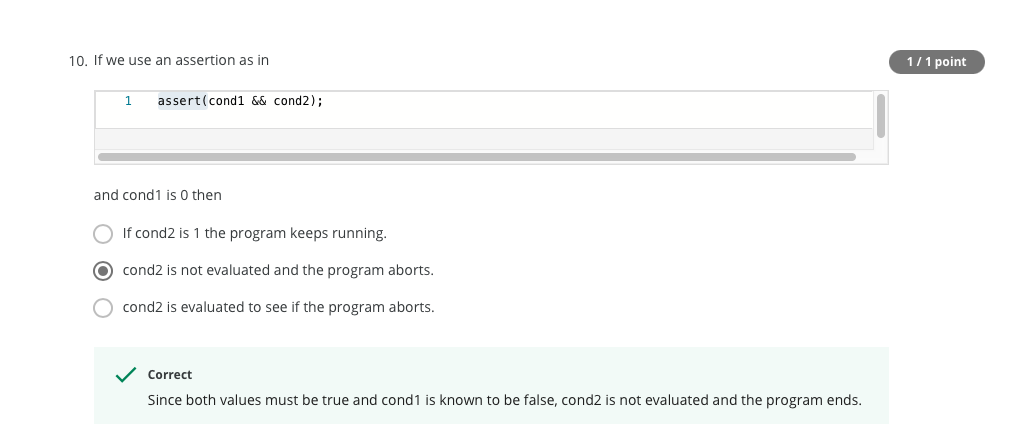 10. If we use an assertion as in
1 / 1 point
1 assert(cond1 && cond2);
and cond1 is 0 then
If cond2 is 1 the program keeps running.
cond2 is not evaluated and the program aborts.
cond2 is evaluated to see if the program aborts.
Correct
Since both values must be true and cond1 is known to be false, cond2 is not evaluated and the program ends.